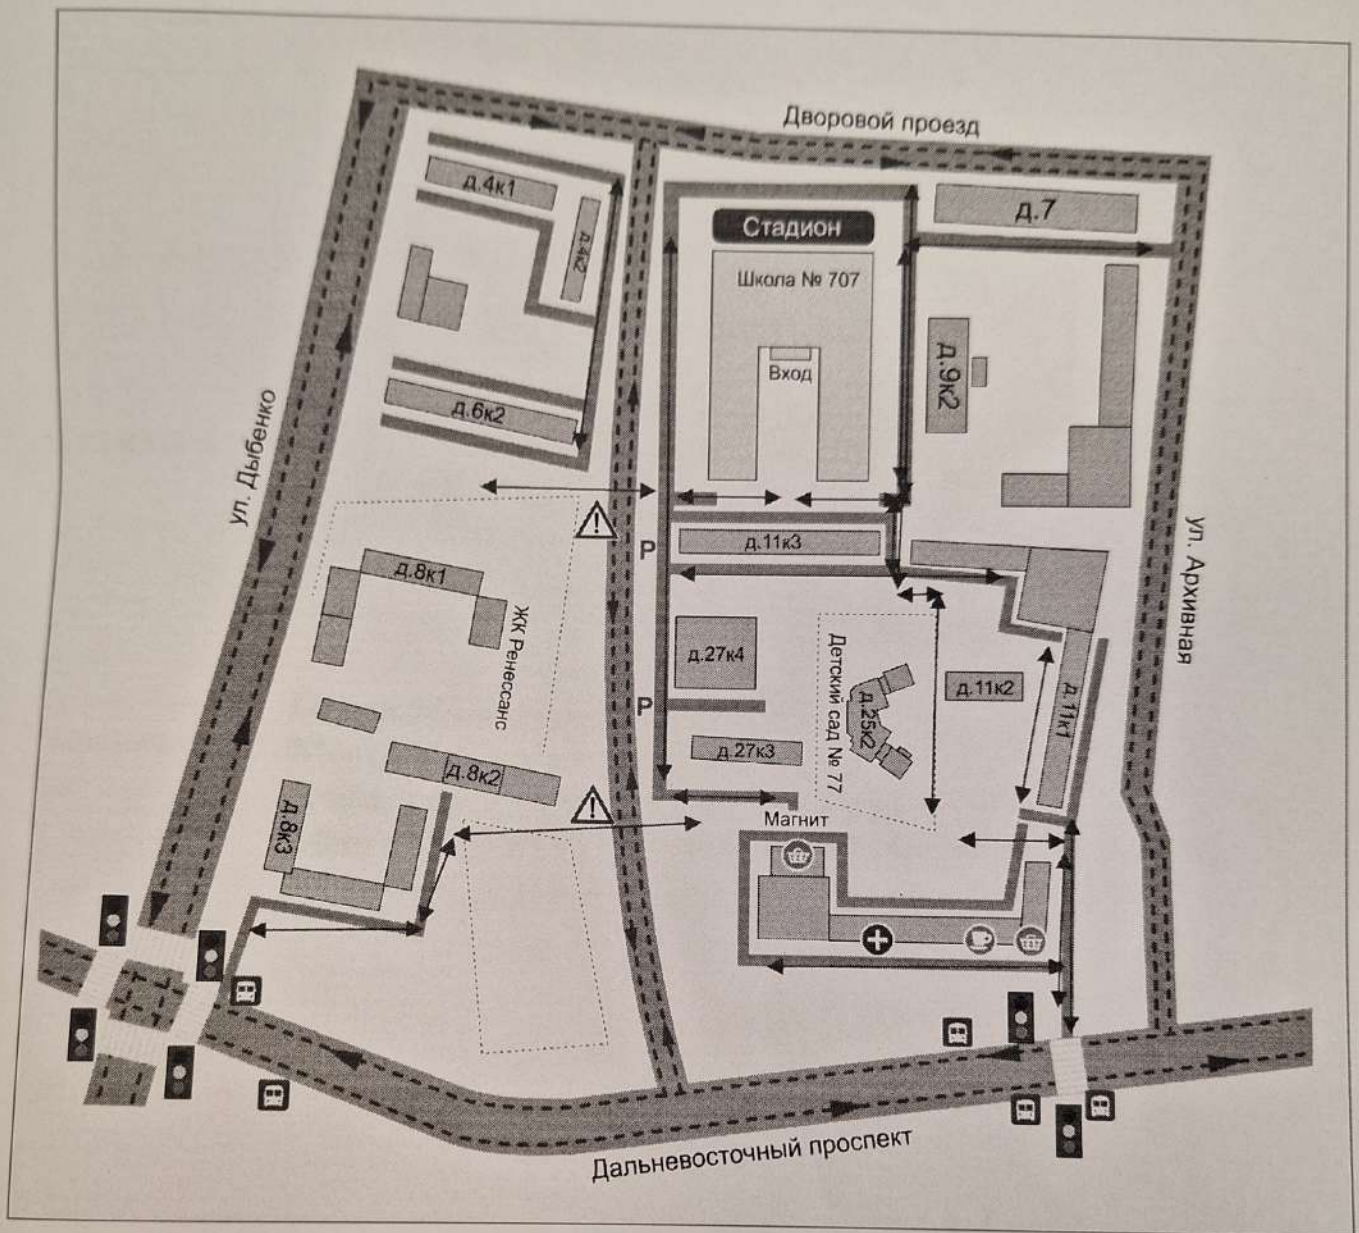 Дворовой проезд
д.4к1
д.4к2
д.7
Стадион
Школа № 707
Вход
д.9к2
д.6к2
ул. Дыбенко
ул. Архивная
P
д.11к3
д.8к1
ЖК Ренессанс
д.27к4
Детский сад № 77
д.25к2
д.11к2
д.11к1
P
д.27к3
д.8к2
д.8к3
Магнит
Дальневосточный проспект